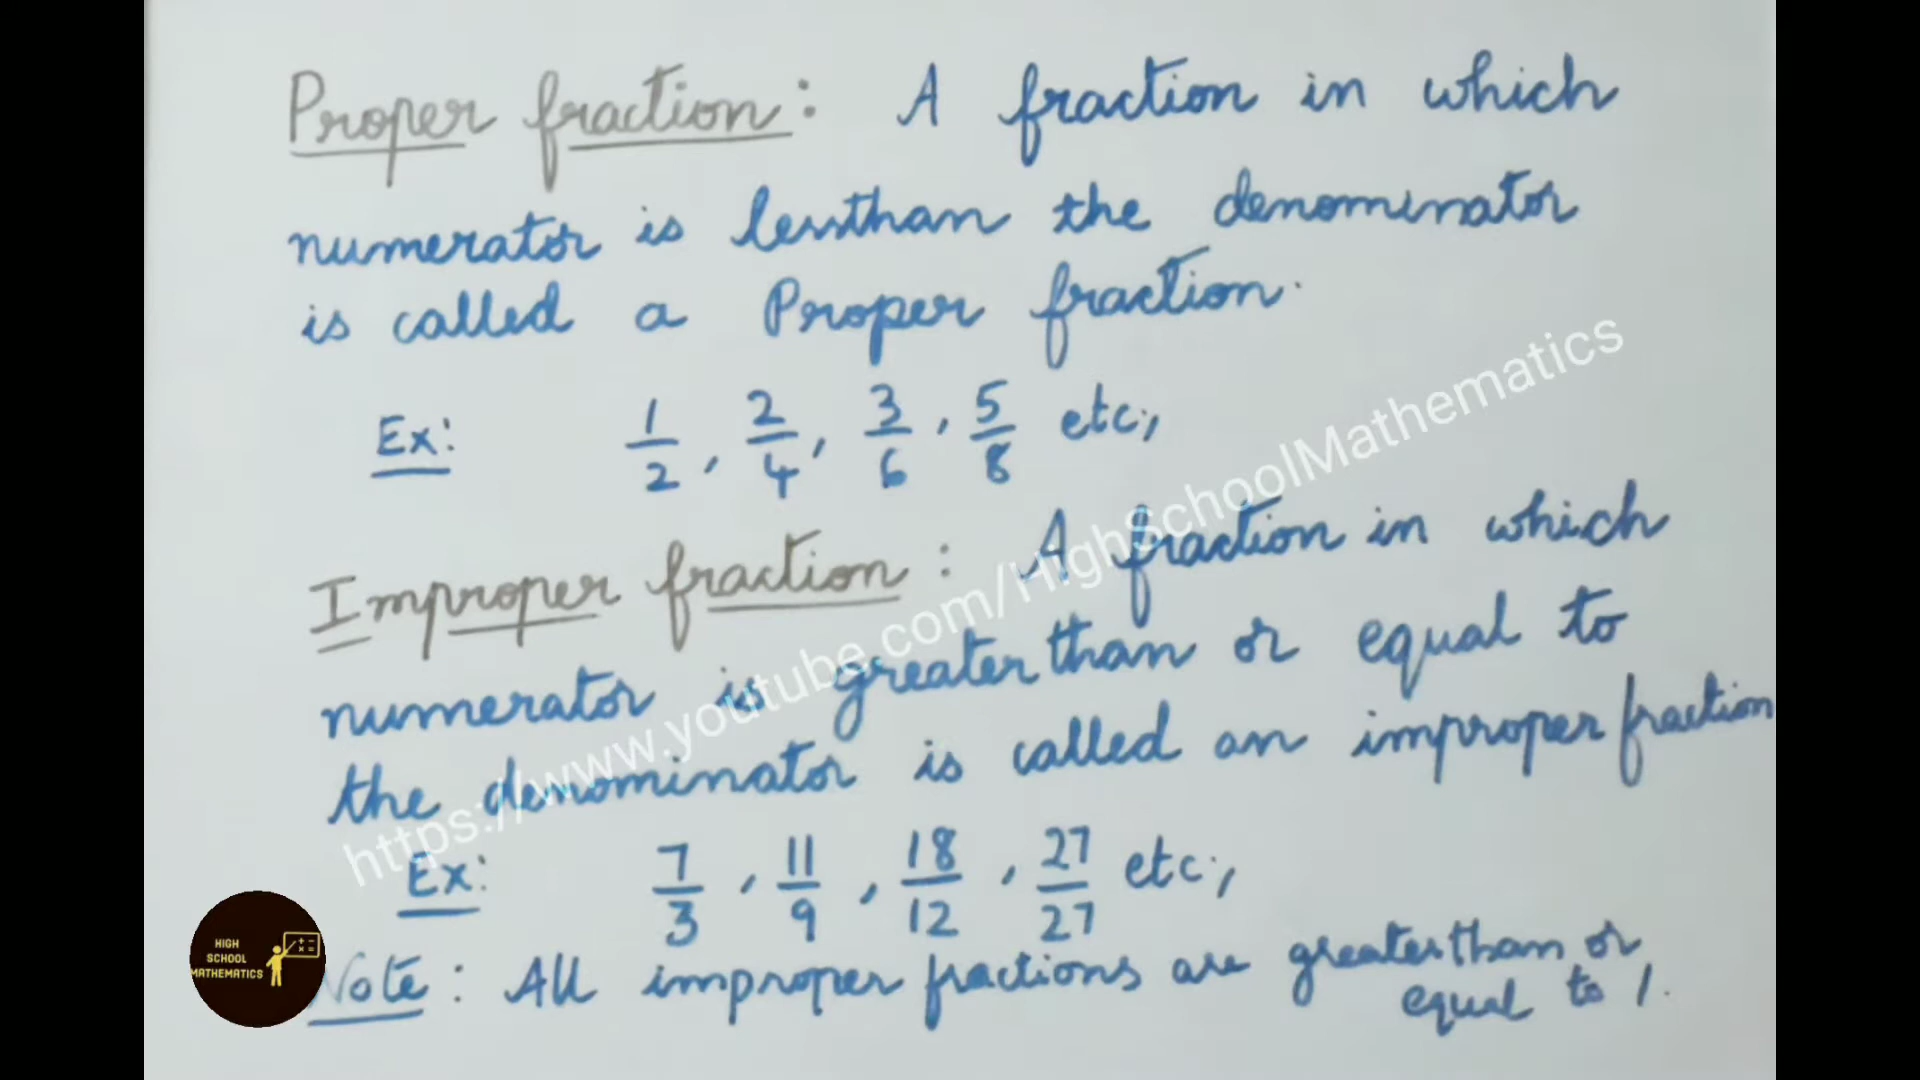 Proper fraction : A fraction in which
numerator is lessthan the denominator
is called a Proper fraction.
Ex: 1/2, 2/4, 3/6, 5/8 etc.,
Improper fraction : A fraction in which
numerator is greater than or equal to
the denominator is called an improper fraction
Ex: 7/3, 11/9, 18/12, 27/27 etc.,
Note : All improper fractions are greater than or
equal to 1.
https://www.youtube.com/HighSchoolMathematics
HIGH
SCHOOL
MATHEMATICS
+ -
× =